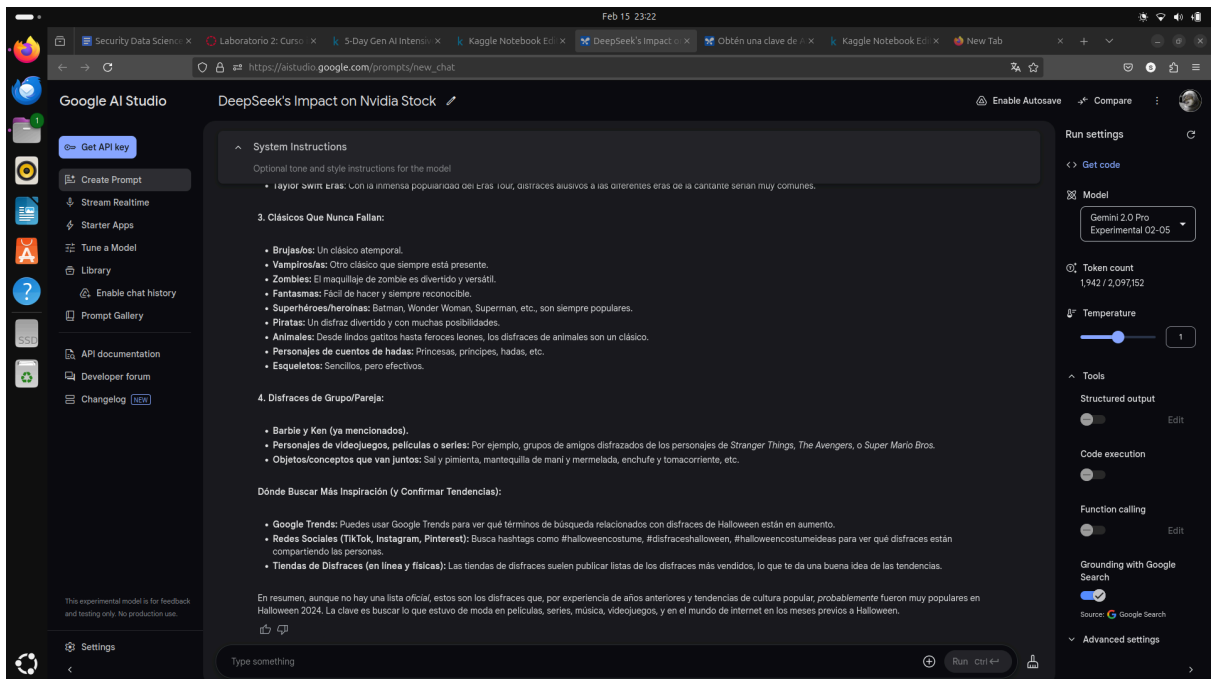 Feb 15 23:22
Security Data Science
Laboratorio 2: Curso
5-Day Gen AI Intensiv
Kaggle Notebook Edi
DeepSeek's Impact o
Obtén una clave de A
Kaggle Notebook Edi
New Tab
https://aistudio.google.com/prompts/new_chat
Google AI Studio
DeepSeek's Impact on Nvidia Stock
Enable Autosave
Compare
Get API key
Create Prompt
Stream Realtime
Starter Apps
Tune a Model
Library
Enable chat history
Prompt Gallery
API documentation
Developer forum
Changelog NEW
This experimental model is for feedback
and testing only. No production use.
Settings
System Instructions
Optional tone and style instructions for the model
• Taylor Swift Eras: Con la inmensa popularidad del Eras Tour, disfraces alusivos a las diferentes eras de la cantante serían muy comunes.
3. Clásicos Que Nunca Fallan:
• Brujas/os: Un clásico atemporal.
• Vampiros/as: Otro clásico que siempre está presente.
• Zombies: El maquillaje de zombie es divertido y versátil.
• Fantasmas: Fácil de hacer y siempre reconocible.
• Superhéroes/heroínas: Batman, Wonder Woman, Superman, etc., son siempre populares.
• Piratas: Un disfraz divertido y con muchas posibilidades.
• Animales: Desde lindos gatitos hasta feroces leones, los disfraces de animales son un clásico.
• Personajes de cuentos de hadas: Princesas, príncipes, hadas, etc.
• Esqueletos: Sencillos, pero efectivos.
4. Disfraces de Grupo/Pareja:
• Barbie y Ken (ya mencionados).
• Personajes de videojuegos, películas o series: Por ejemplo, grupos de amigos disfrazados de los personajes de Stranger Things, The Avengers, o Super Mario Bros.
• Objetos/conceptos que van juntos: Sal y pimienta, mantequilla de maní y mermelada, enchufe y tomacorriente, etc.
Dónde Buscar Más Inspiración (y Confirmar Tendencias):
• Google Trends: Puedes usar Google Trends para ver qué términos de búsqueda relacionados con disfraces de Halloween están en aumento.
• Redes Sociales (TikTok, Instagram, Pinterest): Busca hashtags como #halloweencostume, #disfraceshalloween, #halloweencostumeideas para ver qué disfraces están
compartiendo las personas.
• Tiendas de Disfraces (en línea y físicas): Las tiendas de disfraces suelen publicar listas de los disfraces más vendidos, lo que te da una buena idea de las tendencias.
En resumen, aunque no hay una lista oficial, estos son los disfraces que, por experiencia de años anteriores y tendencias de cultura popular, probablemente fueron muy populares en
Halloween 2024. La clave es buscar lo que estuvo de moda en películas, series, música, videojuegos, y en el mundo de internet en los meses previos a Halloween.
Type something
Run Ctrl
Run settings
Get code
Model
Gemini 2.0 Pro
Experimental 02-05
Token count
1,942 / 2,097,152
Temperature
1
Tools
Structured output
Edit
Code execution
Function calling
Edit
Grounding with Google
Search
Source: Google Search
Advanced settings
1
SSD